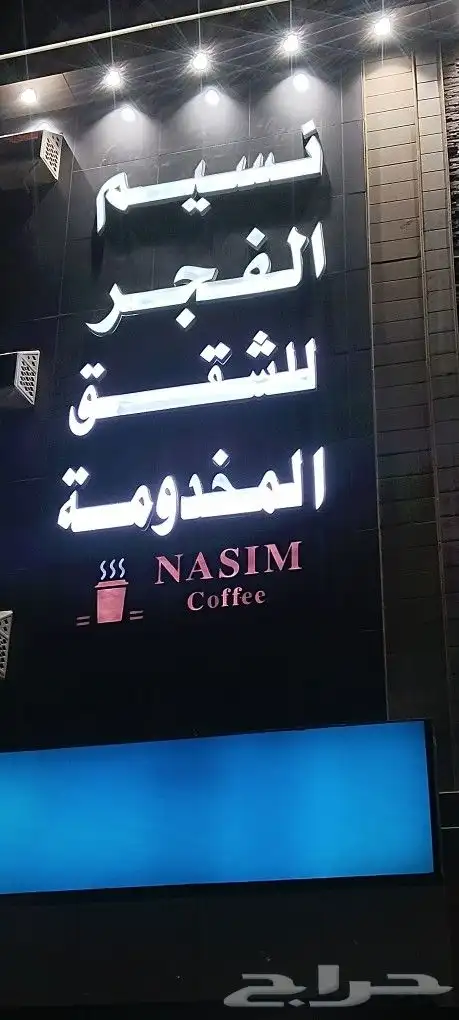 نسيم
الفجر
للشقق
المخدومة
NASIM
Coffee
حراج